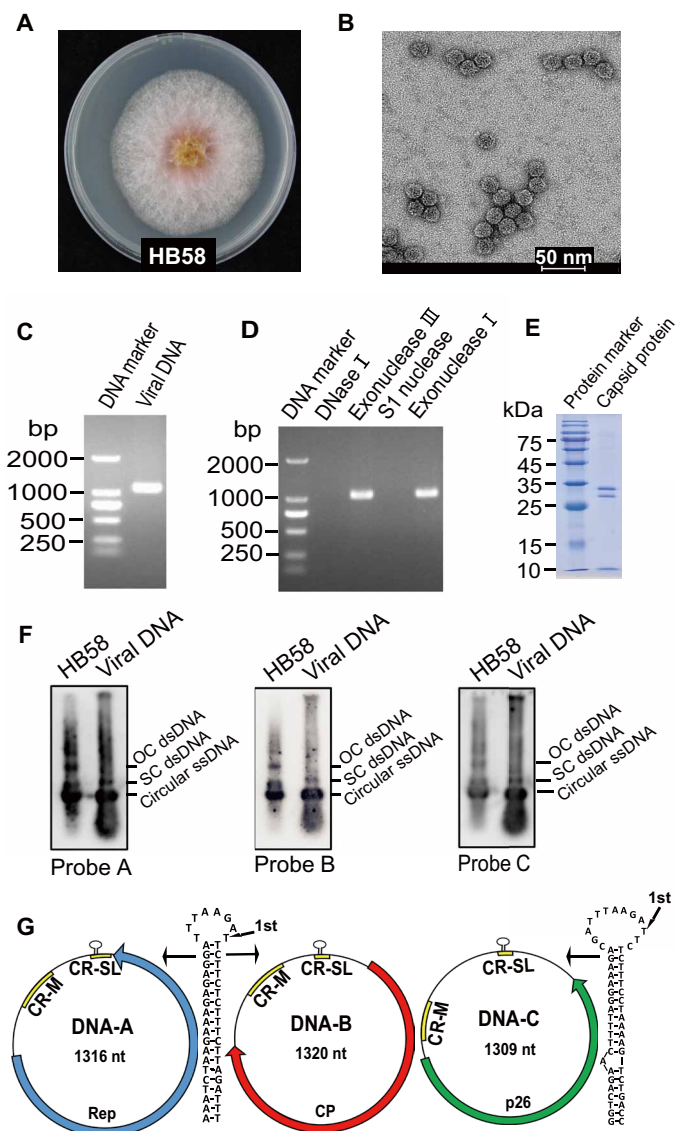 A
B
HB58
50 nm
C
D
E
DNA marker
Viral DNA
DNA marker
DNase I
Exonuclease III
S1 nuclease
Exonuclease I
Protein marker
Capsid protein
bp
2000
1000
500
250
bp
2000
1000
500
250
kDa
75
45
35
25
15
10
F
HB58
Viral DNA
OC dsDNA
SC dsDNA
Circular ssDNA
Probe A
HB58
Viral DNA
OC dsDNA
SC dsDNA
Circular ssDNA
Probe B
HB58
Viral DNA
OC dsDNA
SC dsDNA
Circular ssDNA
Probe C
G
1st
1st
CR-SL
CR-M
DNA-A
1316 nt
Rep
CR-SL
CR-M
DNA-B
1320 nt
CP
CR-SL
CR-M
DNA-C
1309 nt
p26